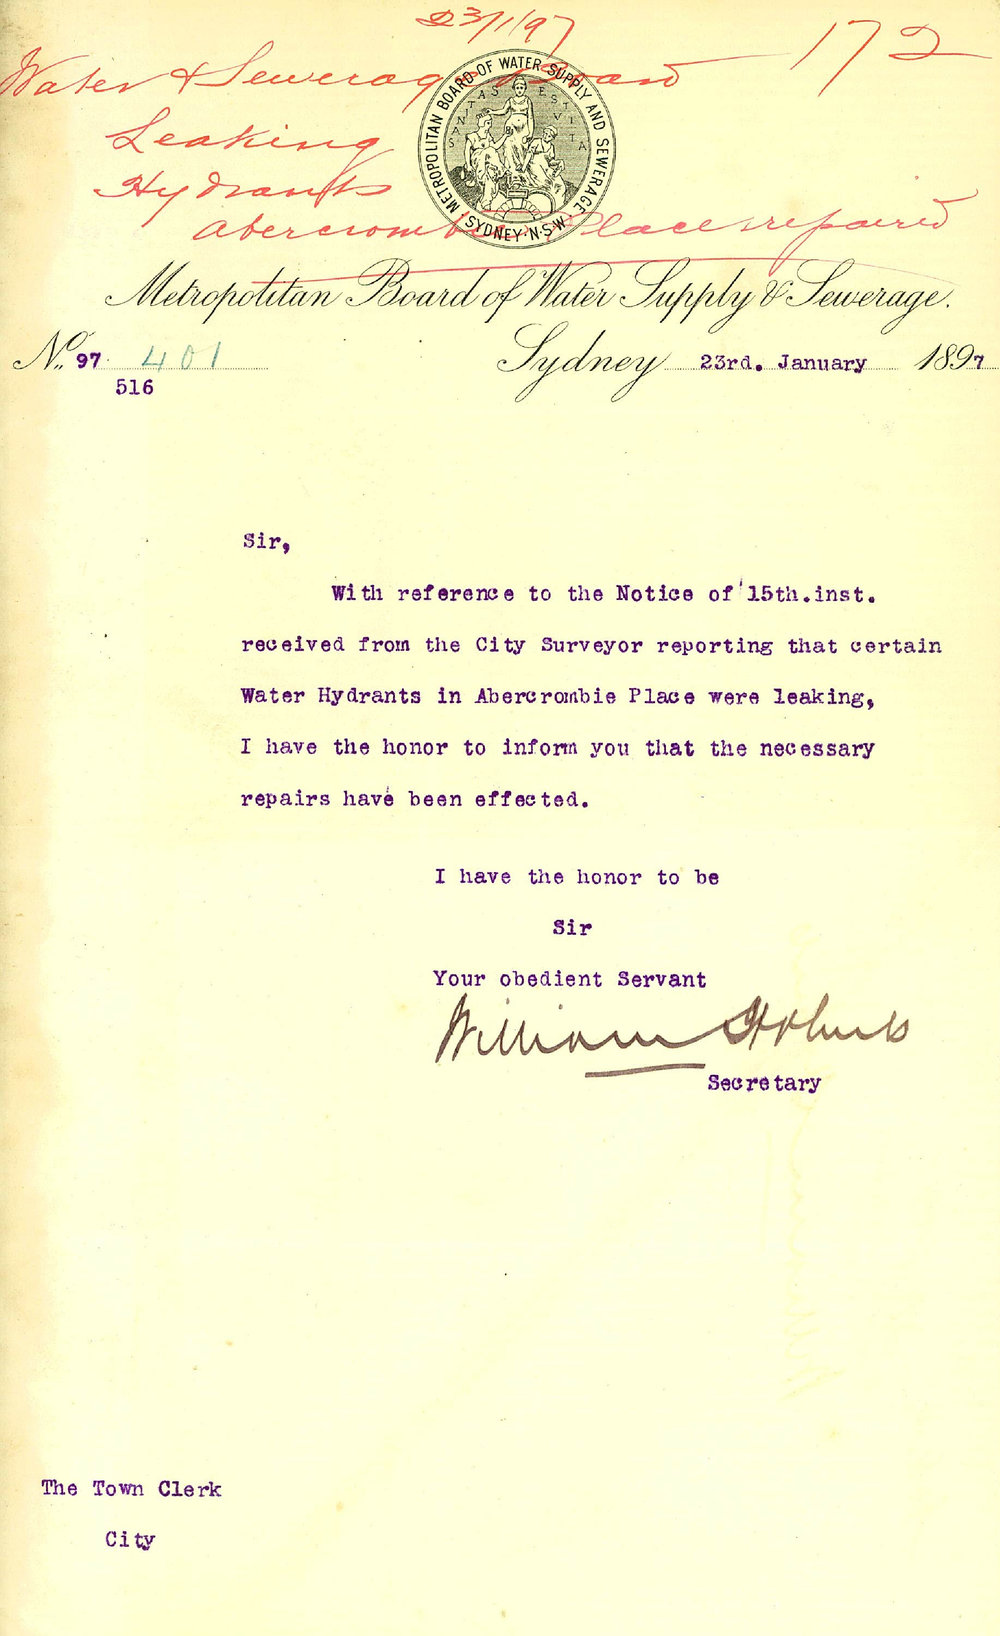 23/1/97
Water & Sewerage Board 172
Leaking
Hydrants
Abercrombie Place repaired
METROPOLITAN BOARD OF WATER SUPPLY AND SEWERAGE
SYDNEY·N·S·W·
SANITAS EST VITA
Metropolitan Board of Water Supply & Sewerage.
No. 97 401
516
Sydney 23rd. January 1897
Sir,
With reference to the Notice of 15th.inst.
received from the City Surveyor reporting that certain
Water Hydrants in Abercrombie Place were leaking,
I have the honor to inform you that the necessary
repairs have been effected.
I have the honor to be
Sir
Your obedient Servant
William Holmes
Secretary
The Town Clerk
City